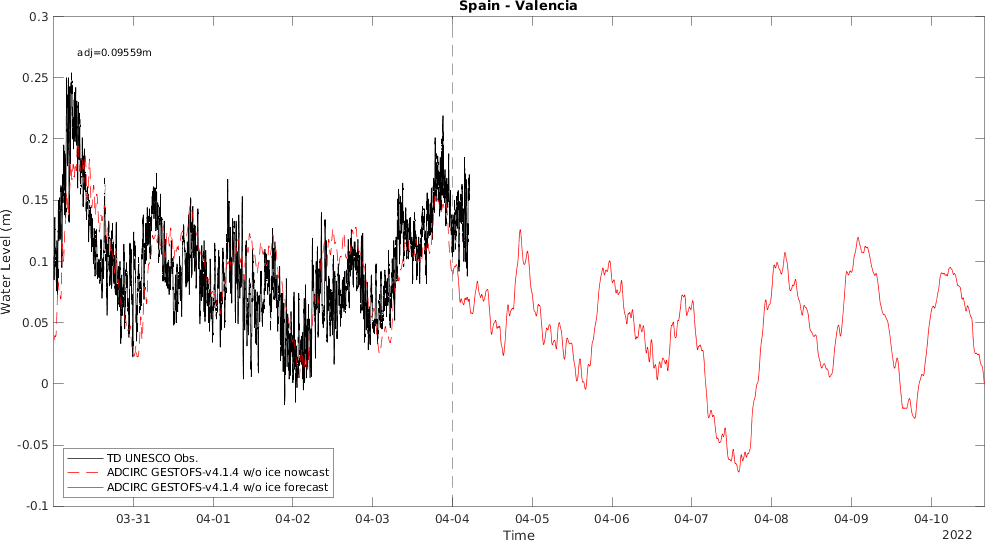 Spain - Valencia
adj=0.09559m
0.3
0.25
0.2
0.15
0.1
0.05
0
-0.05
-0.1
Water Level (m)
TD UNESCO Obs.
ADCIRC GESTOFS-v4.1.4 w/o ice nowcast
ADCIRC GESTOFS-v4.1.4 w/o ice forecast
03-31 04-01 04-02 04-03 04-04 04-05 04-06 04-07 04-08 04-09 04-10
Time
2022